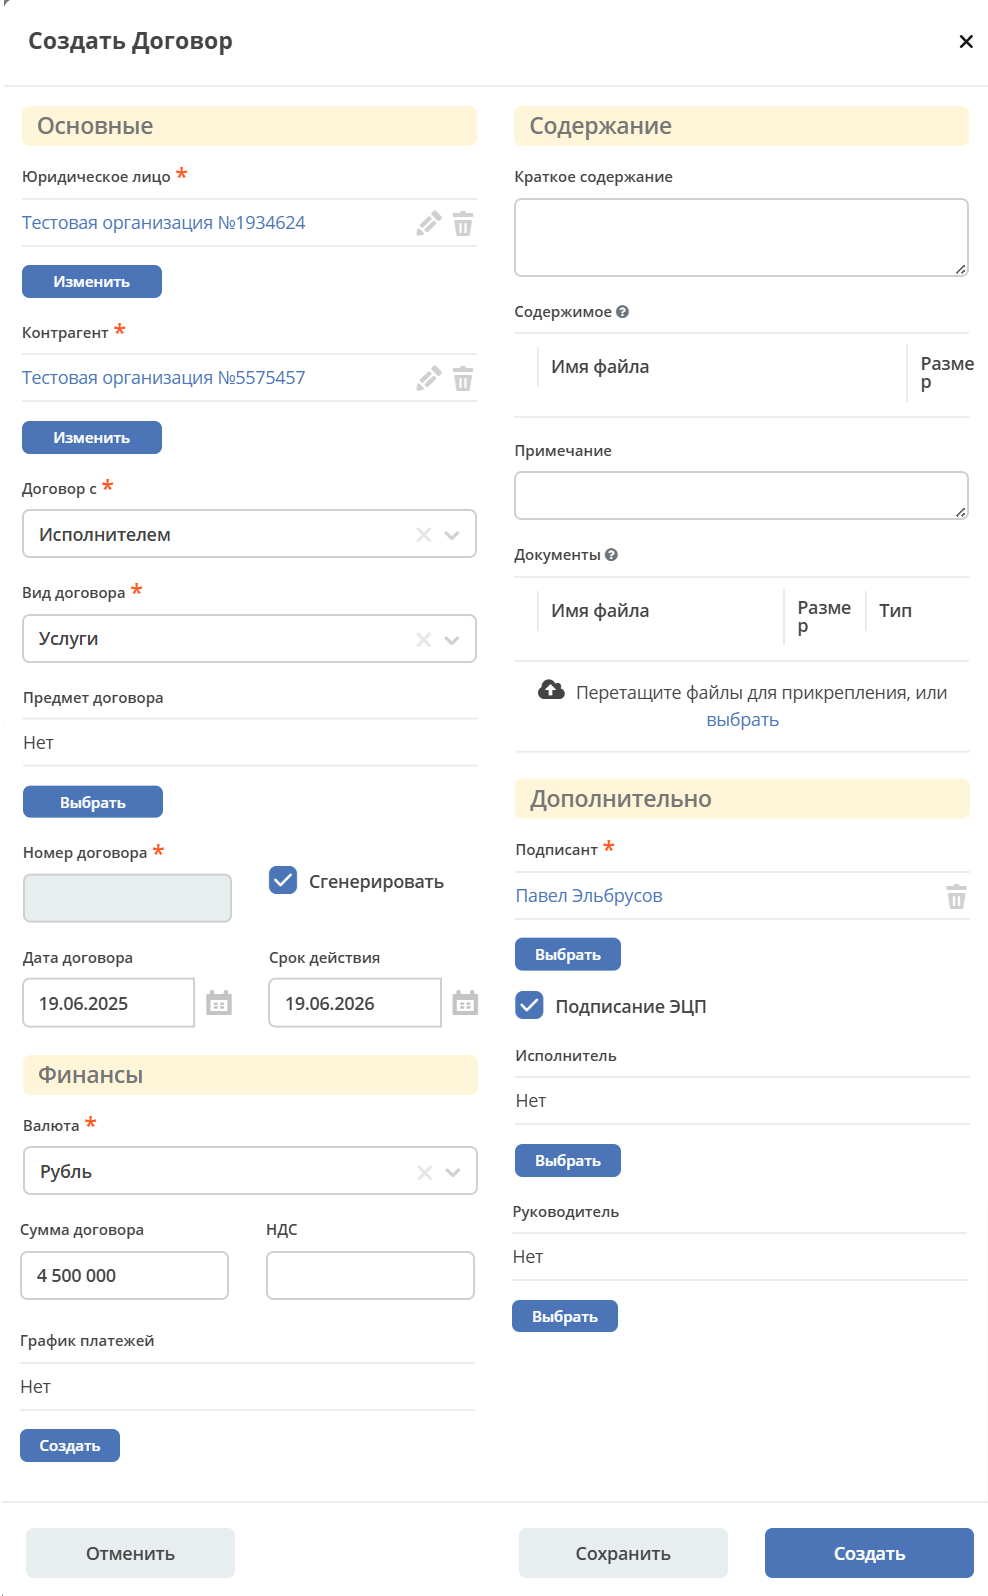 Создать Договор
Основные
Юридическое лицо *
Тестовая организация №1934624
Изменить
Контрагент *
Тестовая организация №5575457
Изменить
Договор с *
Исполнителем
Вид договора *
Услуги
Предмет договора
Нет
Выбрать
Номер договора *
Сгенерировать
Дата договора
Срок действия
19.06.2025
19.06.2026
Финансы
Валюта *
Рубль
Сумма договора
НДС
4 500 000
График платежей
Нет
Создать
Содержание
Краткое содержание
Содержимое
Имя файла
Разме
р
Примечание
Документы
Имя файла
Разме
р
Тип
Перетащите файлы для прикрепления, или
выбрать
Дополнительно
Подписант *
Павел Эльбрусов
Выбрать
Подписание ЭЦП
Исполнитель
Нет
Выбрать
Руководитель
Нет
Выбрать
Отменить
Сохранить
Создать